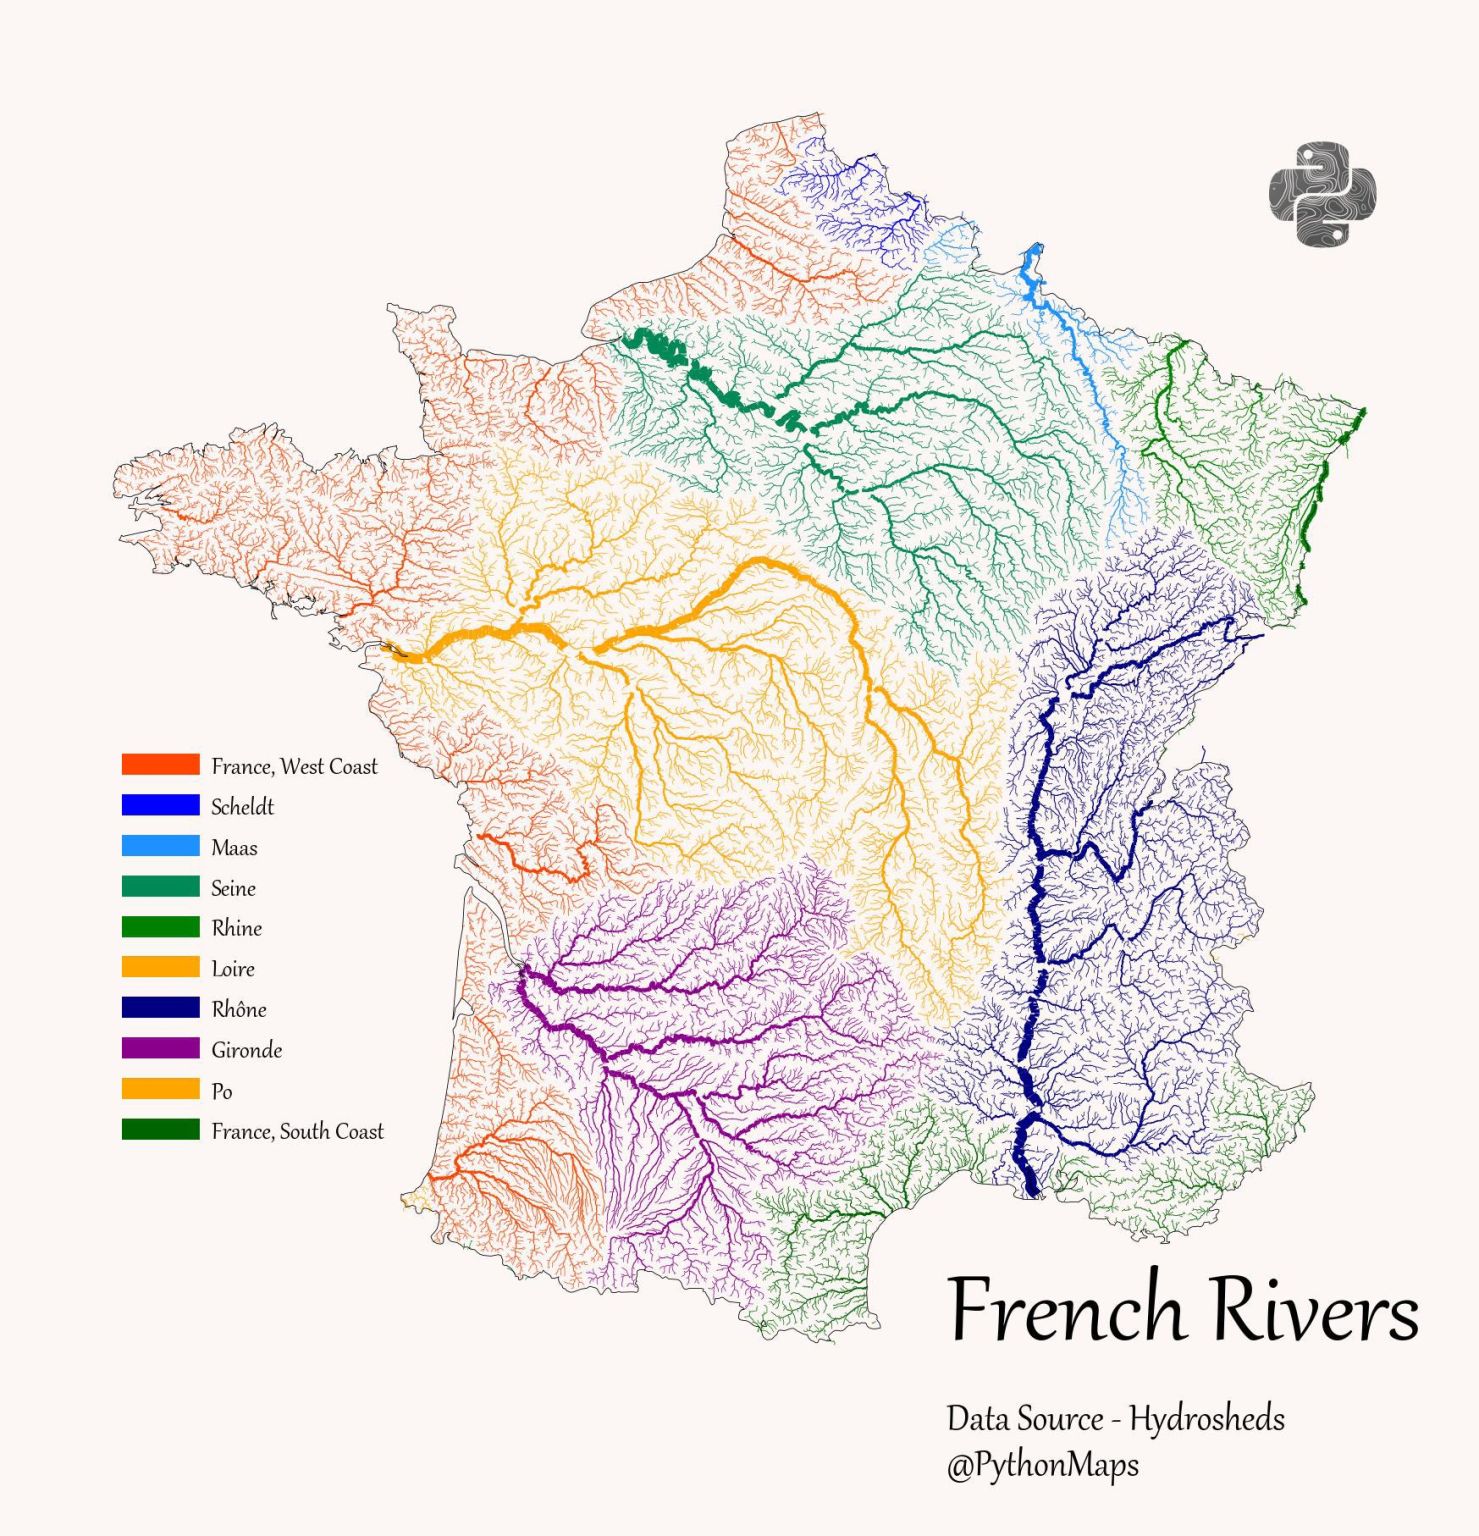 France, West Coast
Scheldt
Maas
Seine
Rhine
Loire
Rhône
Gironde
Po
France, South Coast
French Rivers
Data Source - Hydrosheds
@PythonMaps